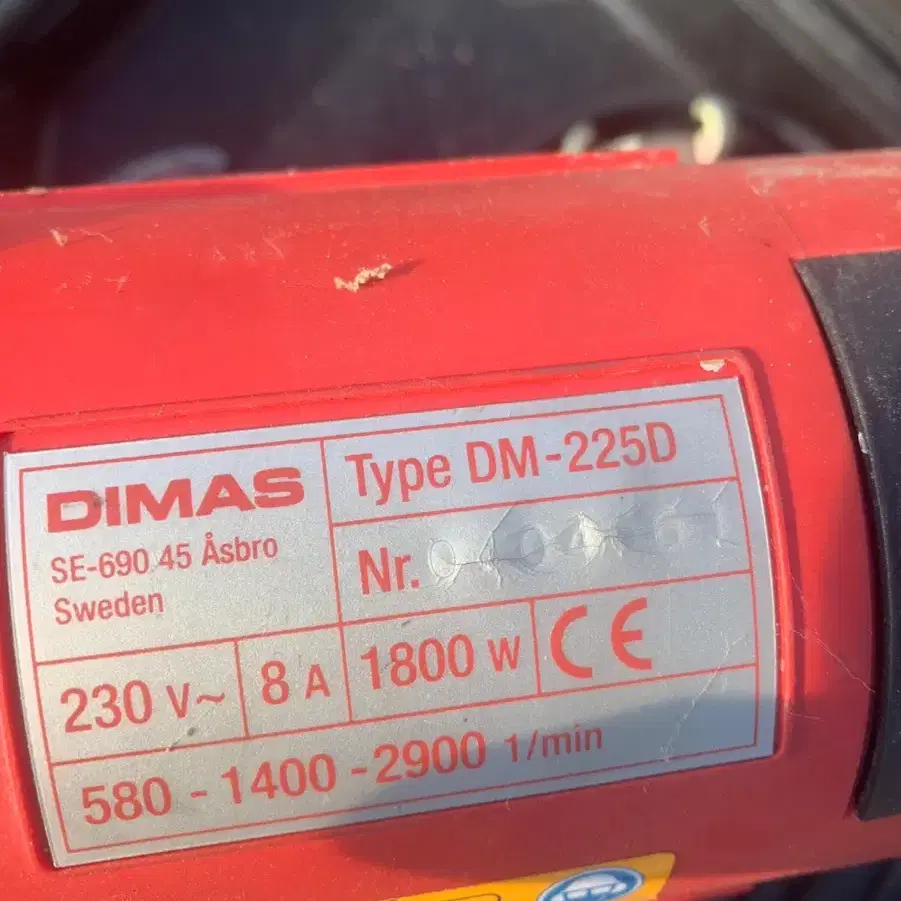 DIMAS
SE-690 45 Åsbro
Sweden
Type DM-225D
Nr.
230 V~
8 A
1800 W
CE
580 - 1400 - 2900 1/min